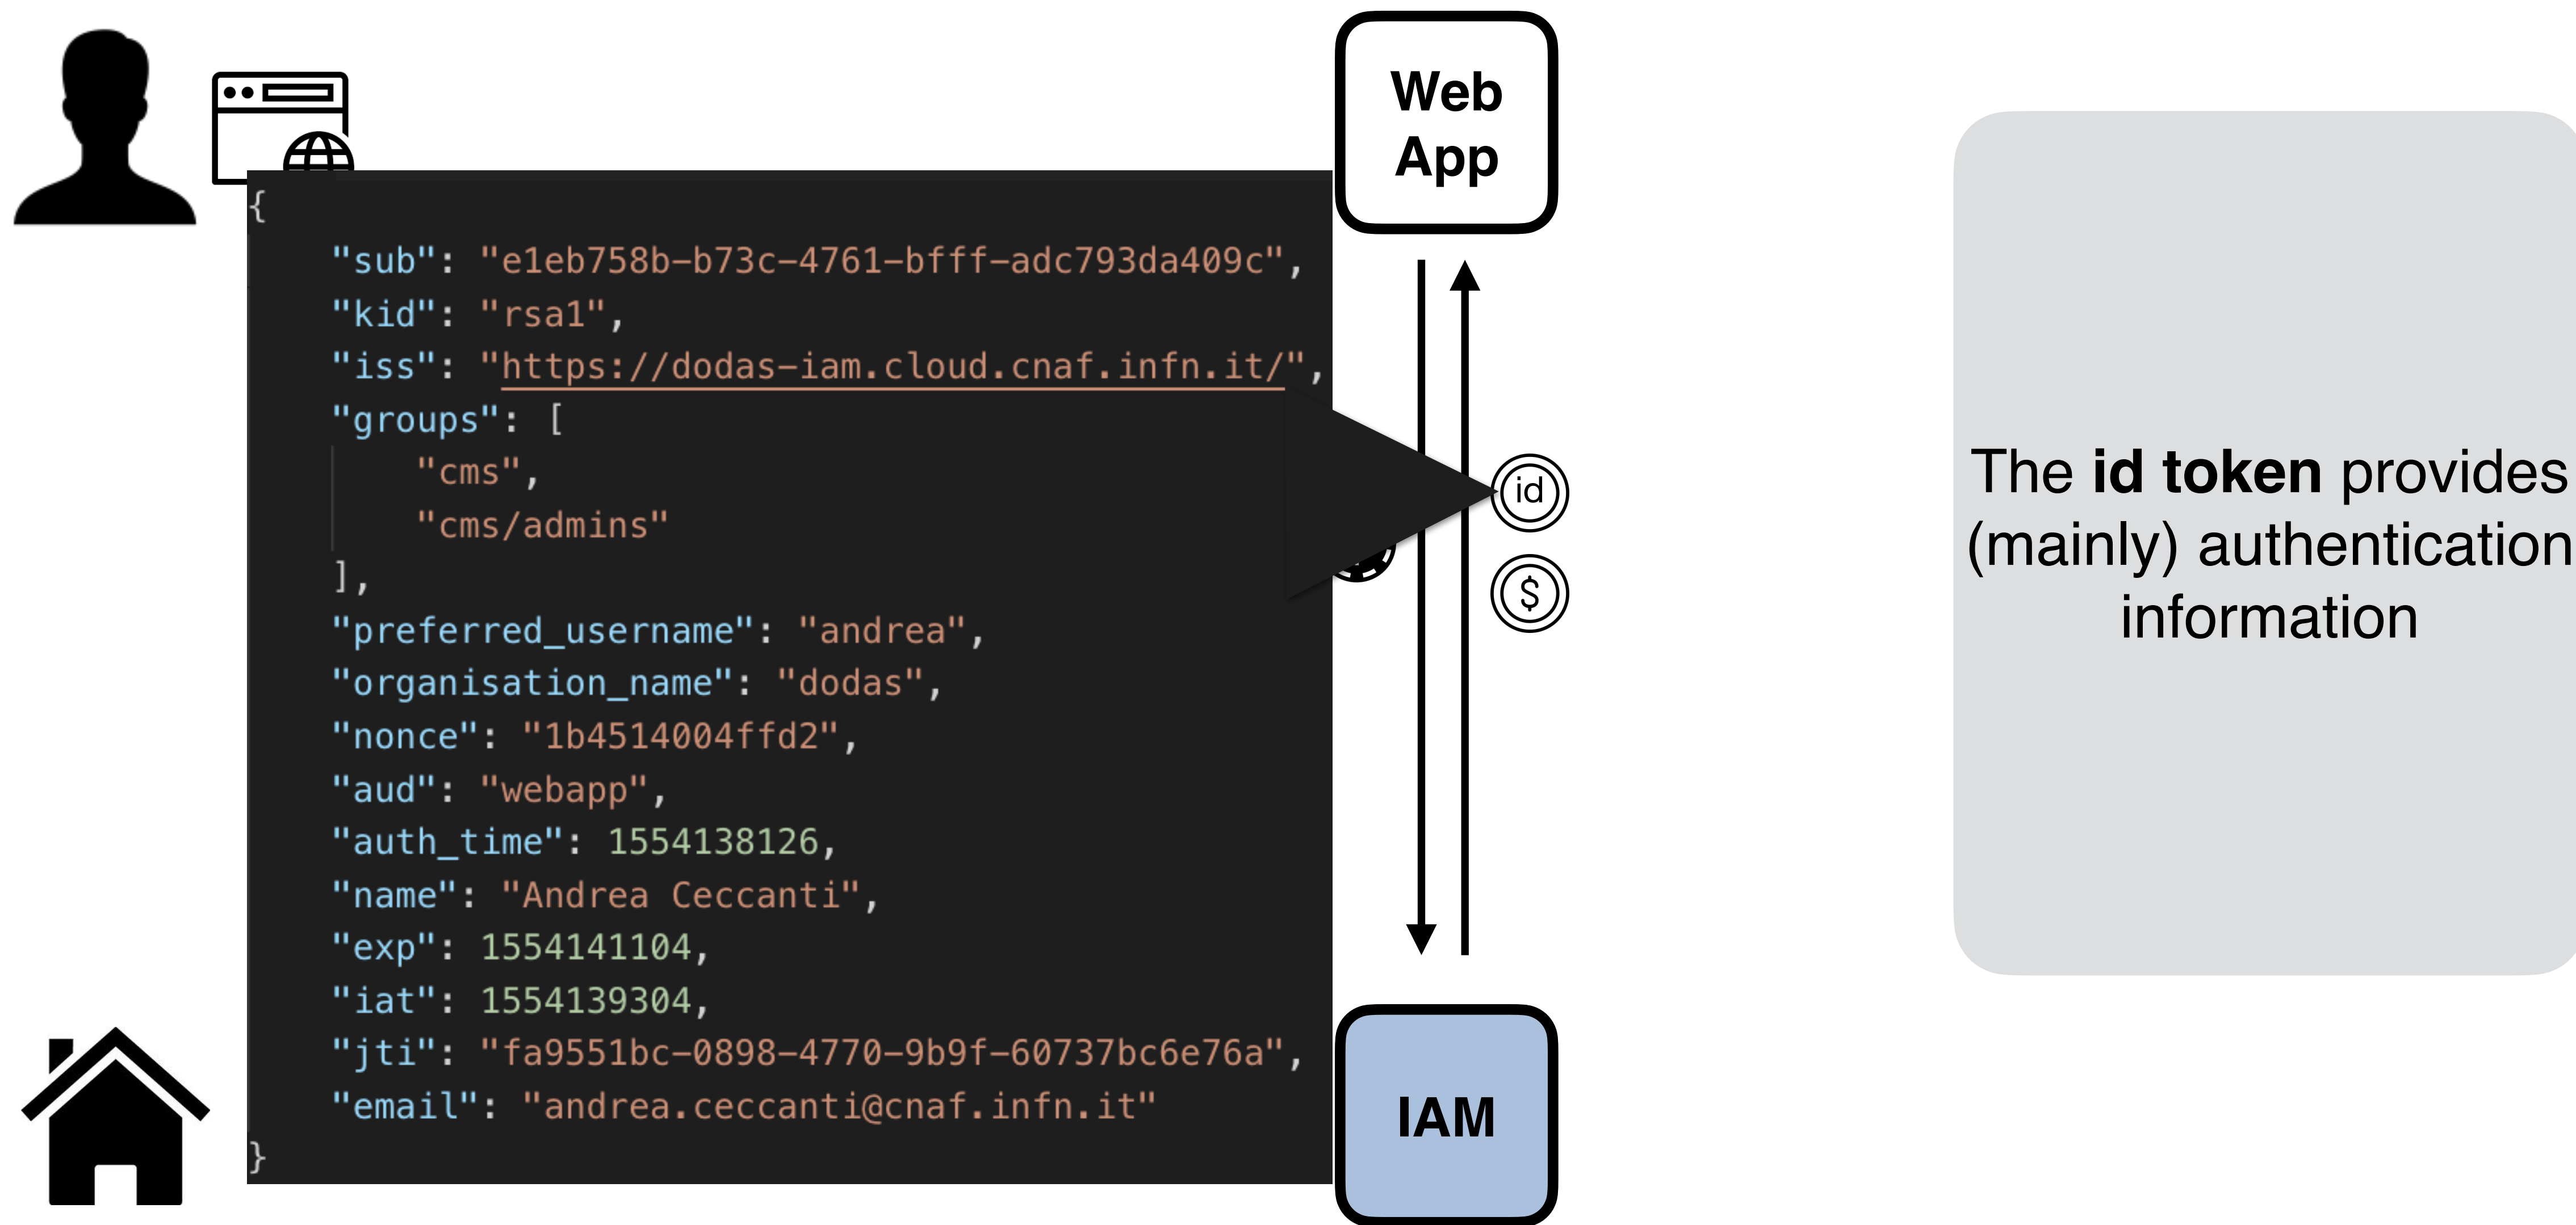 Web
App
{
"sub": "e1eb758b-b73c-4761-bfff-adc793da409c",
"kid": "rsa1",
"iss": "https://dodas-iam.cloud.cnaf.infn.it/",
"groups": [
"cms",
"cms/admins"
],
"preferred_username": "andrea",
"organisation_name": "dodas",
"nonce": "1b4514004ffd2",
"aud": "webapp",
"auth_time": 1554138126,
"name": "Andrea Ceccanti",
"exp": 1554141104,
"iat": 1554139304,
"jti": "fa9551bc-0898-4770-9b9f-60737bc6e76a",
"email": "andrea.ceccanti@cnaf.infn.it"
}
id
$
IAM
The id token provides
(mainly) authentication
information